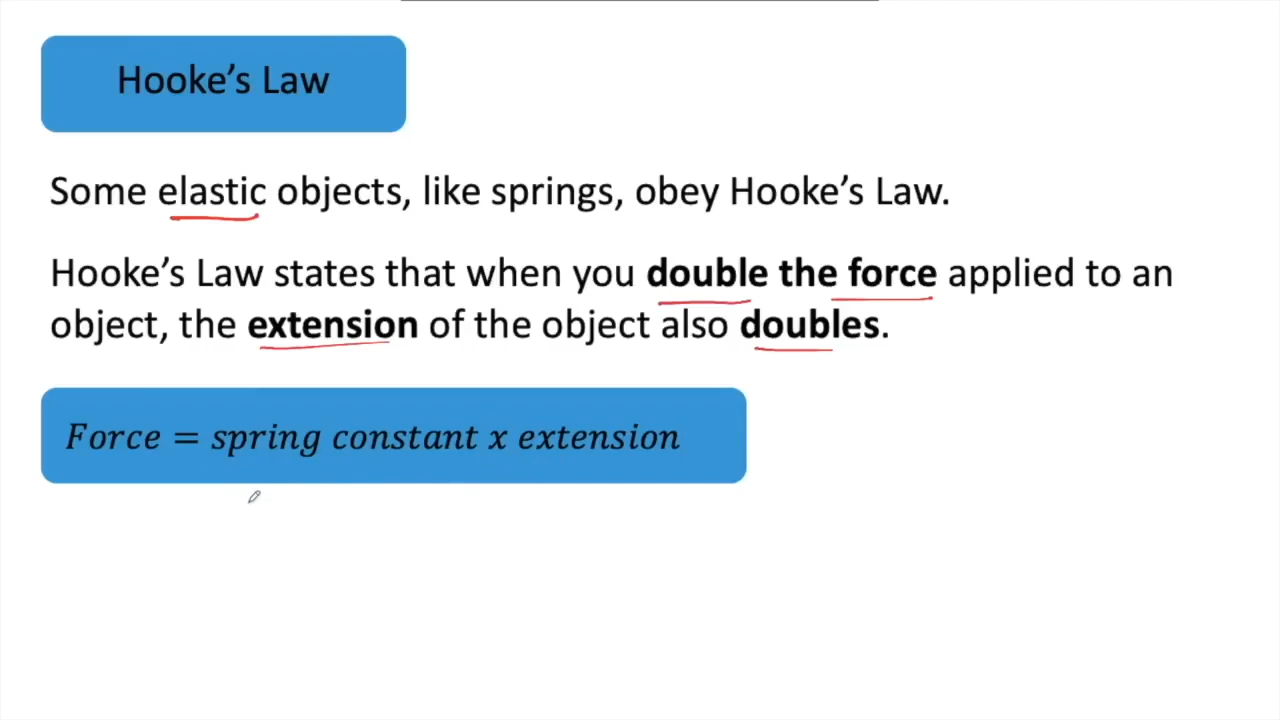 Hooke’s Law
Some elastic objects, like springs, obey Hooke’s Law.
Hooke’s Law states that when you double the force applied to an
object, the extension of the object also doubles.
Force = spring constant x extension